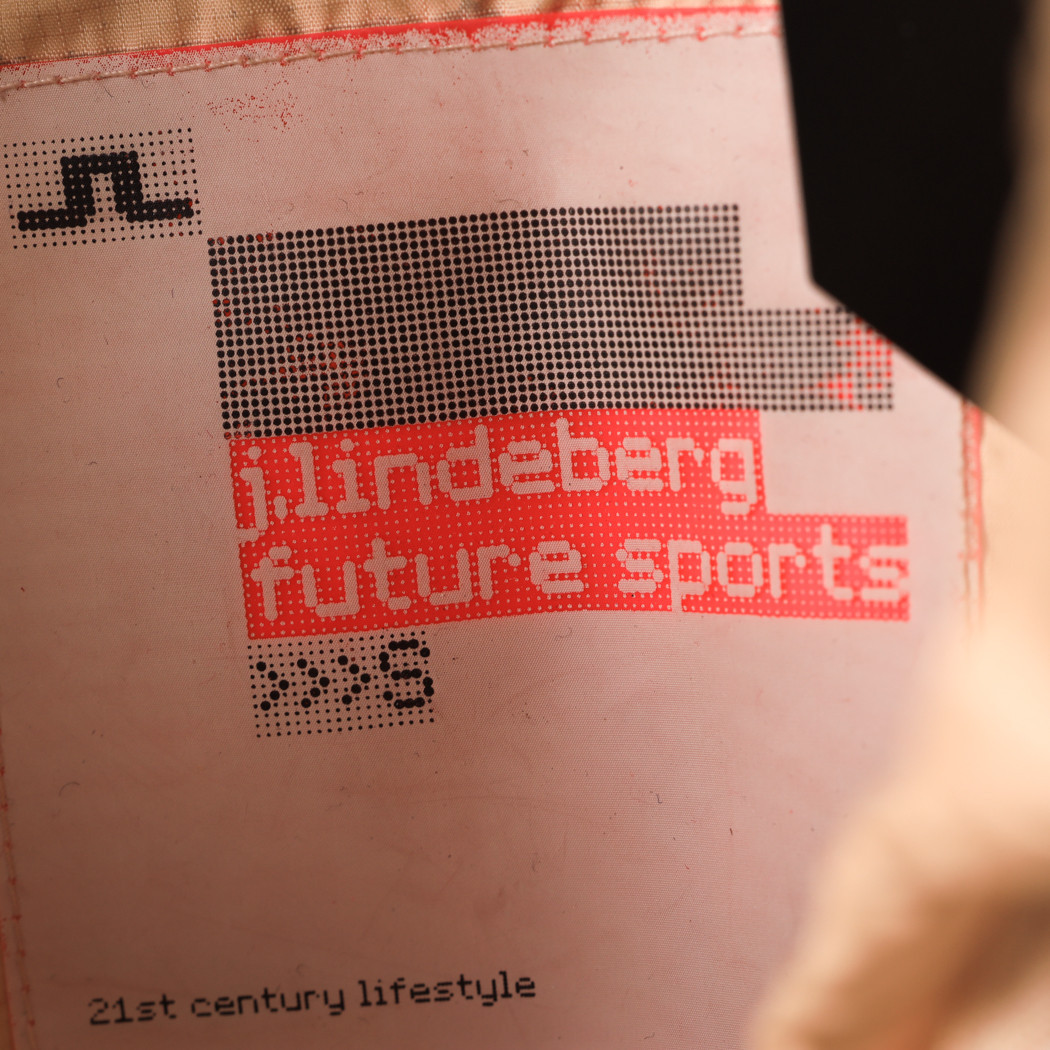 j.lindeberg
future sports
>>>S
21st century lifestyle